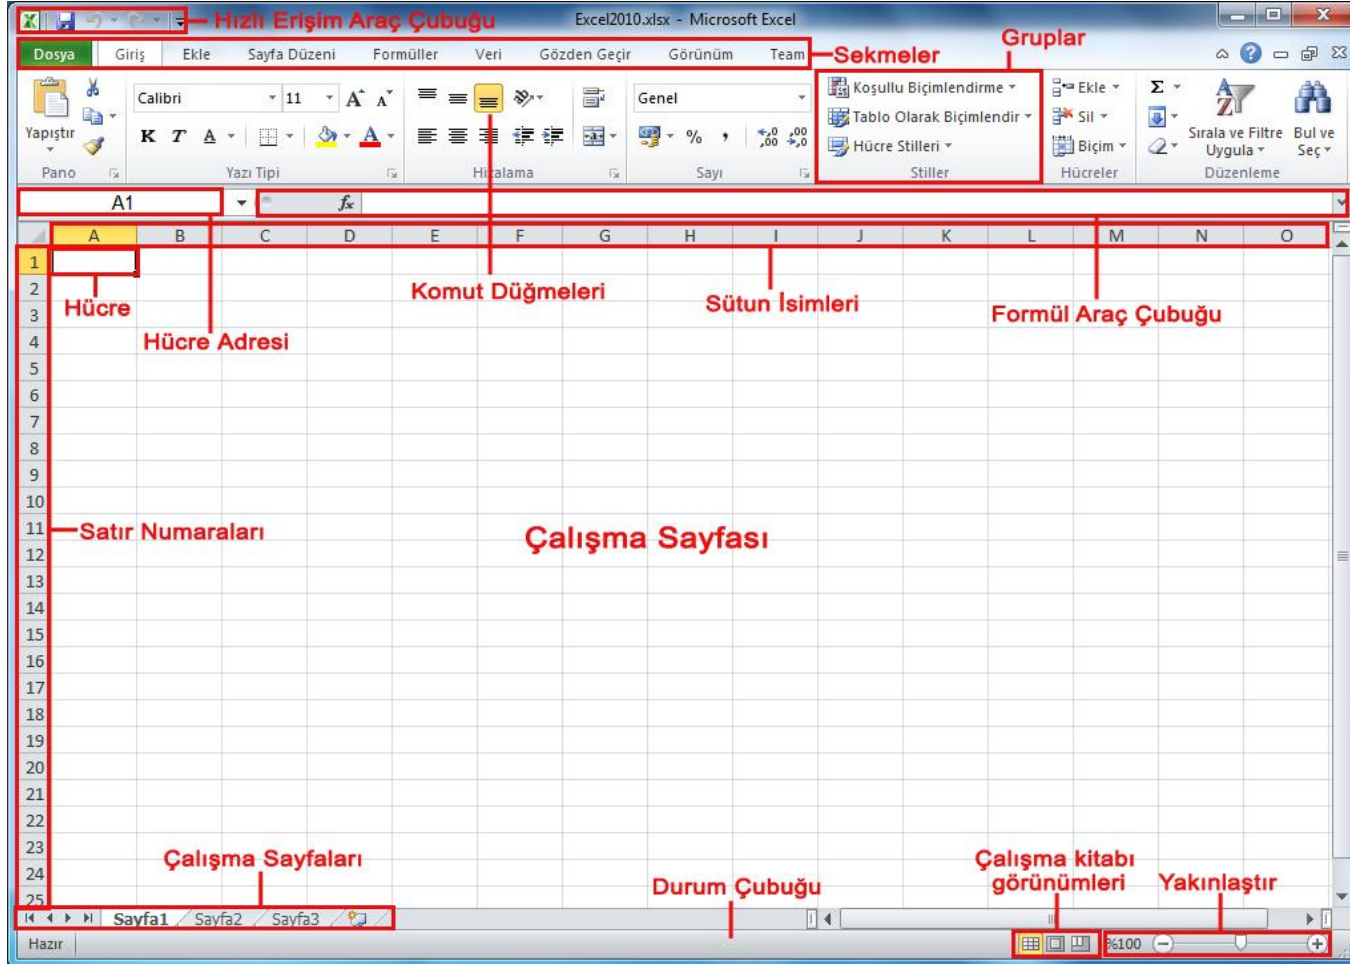 Hızlı Erişim Araç Çubuğu
Excel2010.xlsx - Microsoft Excel
Gruplar
Dosya Giriş Ekle Sayfa Düzeni Formüller Veri Gözden Geçir Görünüm Team
Sekmeler
Calibri 11 A A Genel Koşullu Biçimlendirme Ekle Σ
Tablo Olarak Biçimlendir Sil
Yapıştır K T A A % , ,00 ,00 Hücre Stilleri Biçim
Sırala ve Filtre Uygula
Bul ve Seç
Pano Yazı Tipi Hizalama Sayı Stiller Hücreler Düzenleme
A1 fx
A B C D E F G H I J K L M N O
1
2
3
4
5
6
7
8
9
10
11
12
13
14
15
16
17
18
19
20
21
22
23
24
25
Hücre
Komut Düğmeleri
Sütun İsimleri
Formül Araç Çubuğu
Hücre Adresi
Satır Numaraları
Çalışma Sayfası
Çalışma Sayfaları
Durum Çubuğu
Çalışma kitabı
görünümleri
Yakınlaştır
Sayfa1 Sayfa2 Sayfa3
Hazır
%100